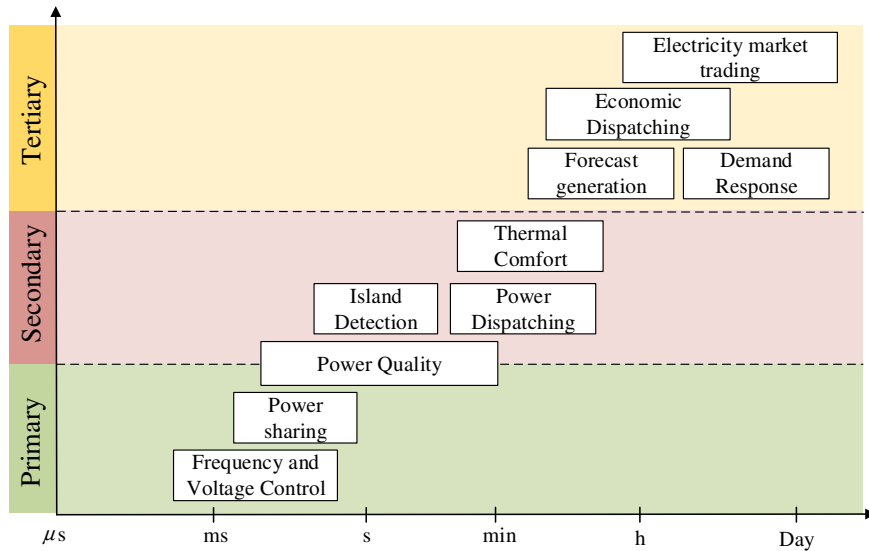 Tertiary
Electricity market
trading
Economic
Dispatching
Forecast
generation
Demand
Response
Secondary
Thermal
Comfort
Island
Detection
Power
Dispatching
Power Quality
Primary
Power
sharing
Frequency and
Voltage Control
μs
ms
s
min
h
Day